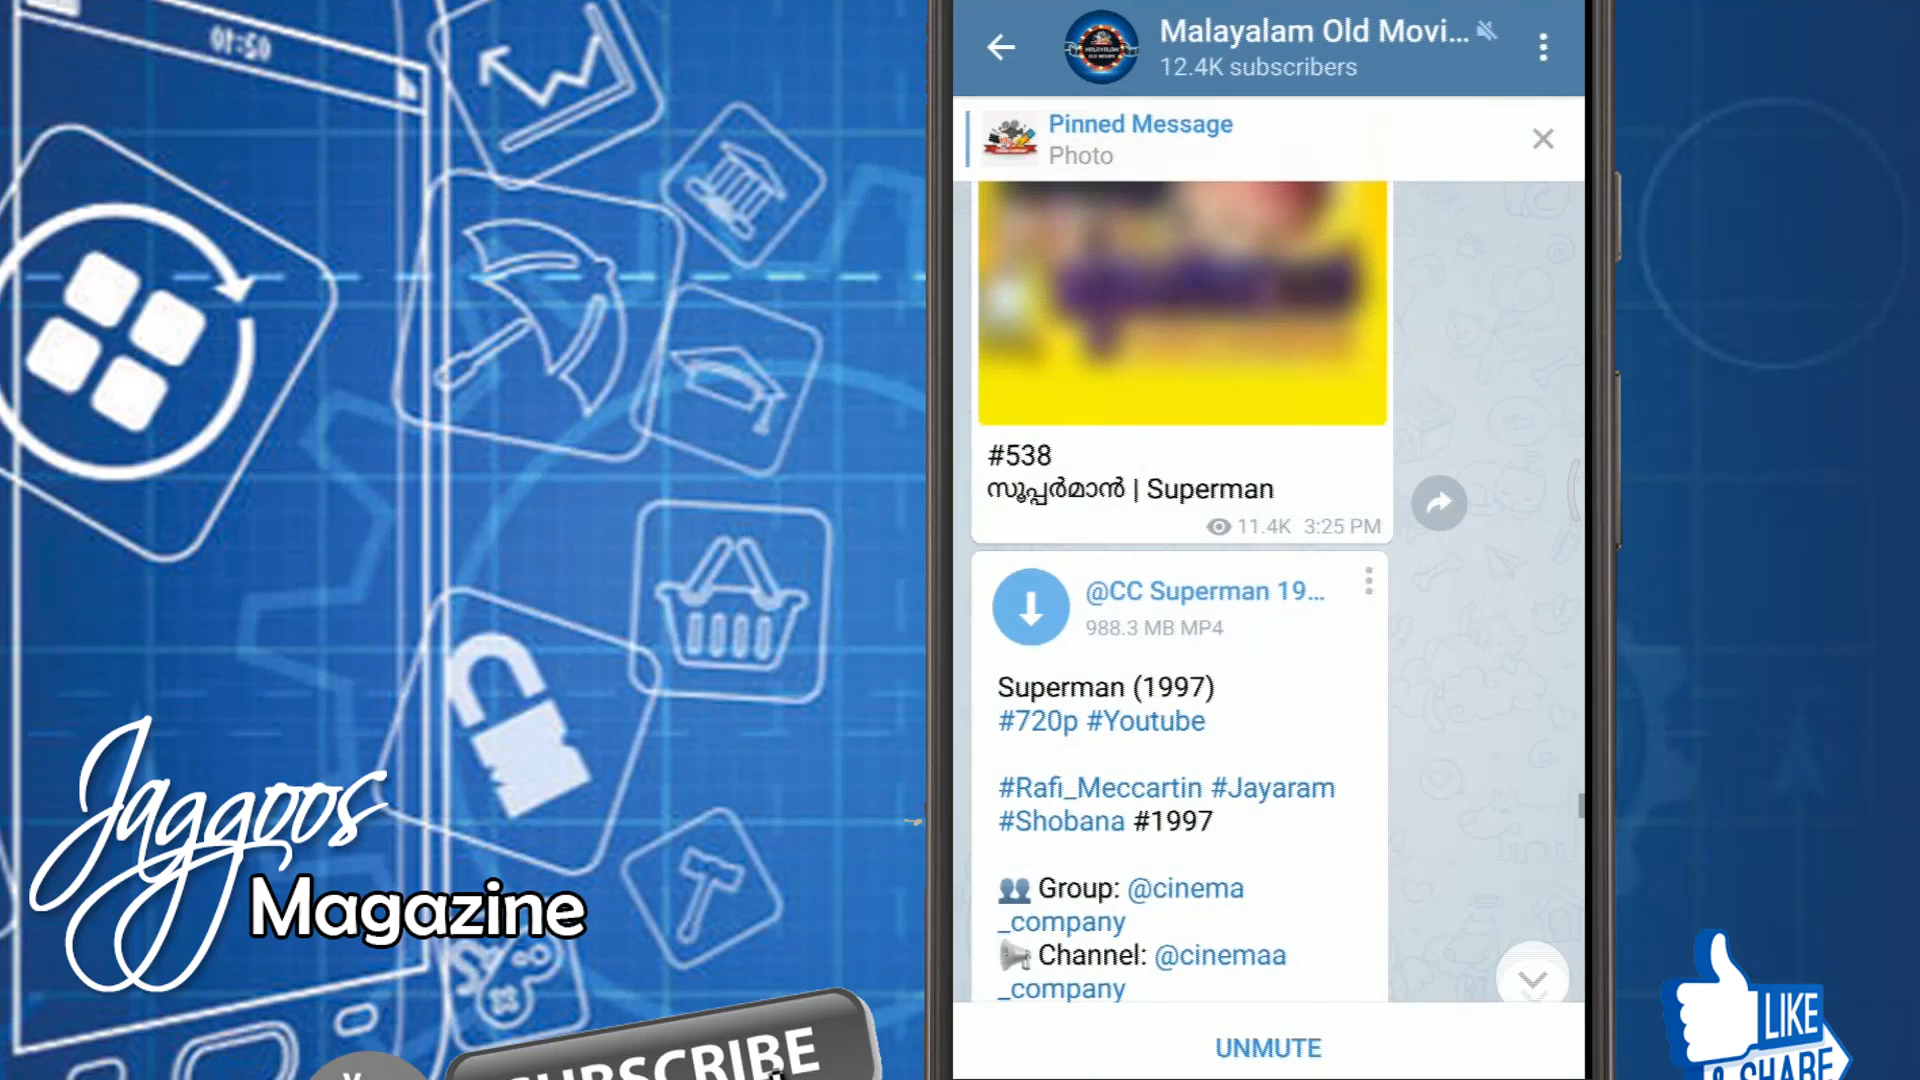 01:50
Malayalam Old Movi...
12.4K subscribers
Pinned Message
Photo
#538
സൂപ്പർമാൻ | Superman
11.4K 3:25 PM
@CC Superman 19...
988.3 MB MP4
Superman (1997)
#720p #Youtube
#Rafi_Meccartin #Jayaram
#Shobana #1997
Group: @cinema
_company
Channel: @cinemaa
_company
UNMUTE
Jaggoos
Magazine
SUBSCRIBE
LIKE
& SHARE